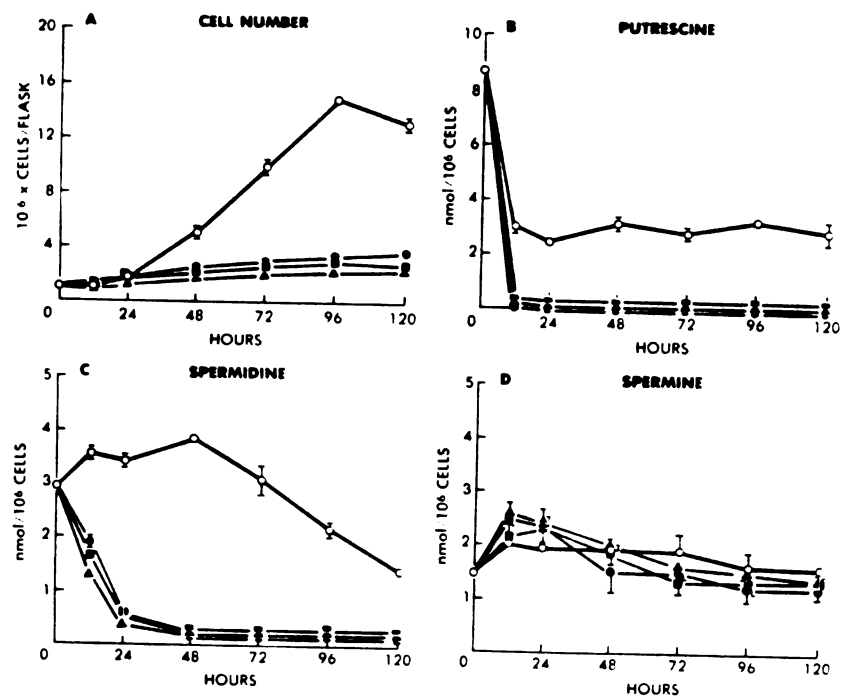 A CELL NUMBER
20
16
12
8
4
0 24 48 72 96 120
10⁶ x CELLS/FLASK
HOURS
B PUTRESCINE
10
8
6
4
2
0 24 48 72 96 120
nmol/10⁶ CELLS
HOURS
C SPERMIDINE
5
4
3
2
1
0 24 48 72 96 120
nmol/10⁶ CELLS
HOURS
D SPERMINE
5
4
3
2
1
0 24 48 72 96 120
nmol/10⁶ CELLS
HOURS